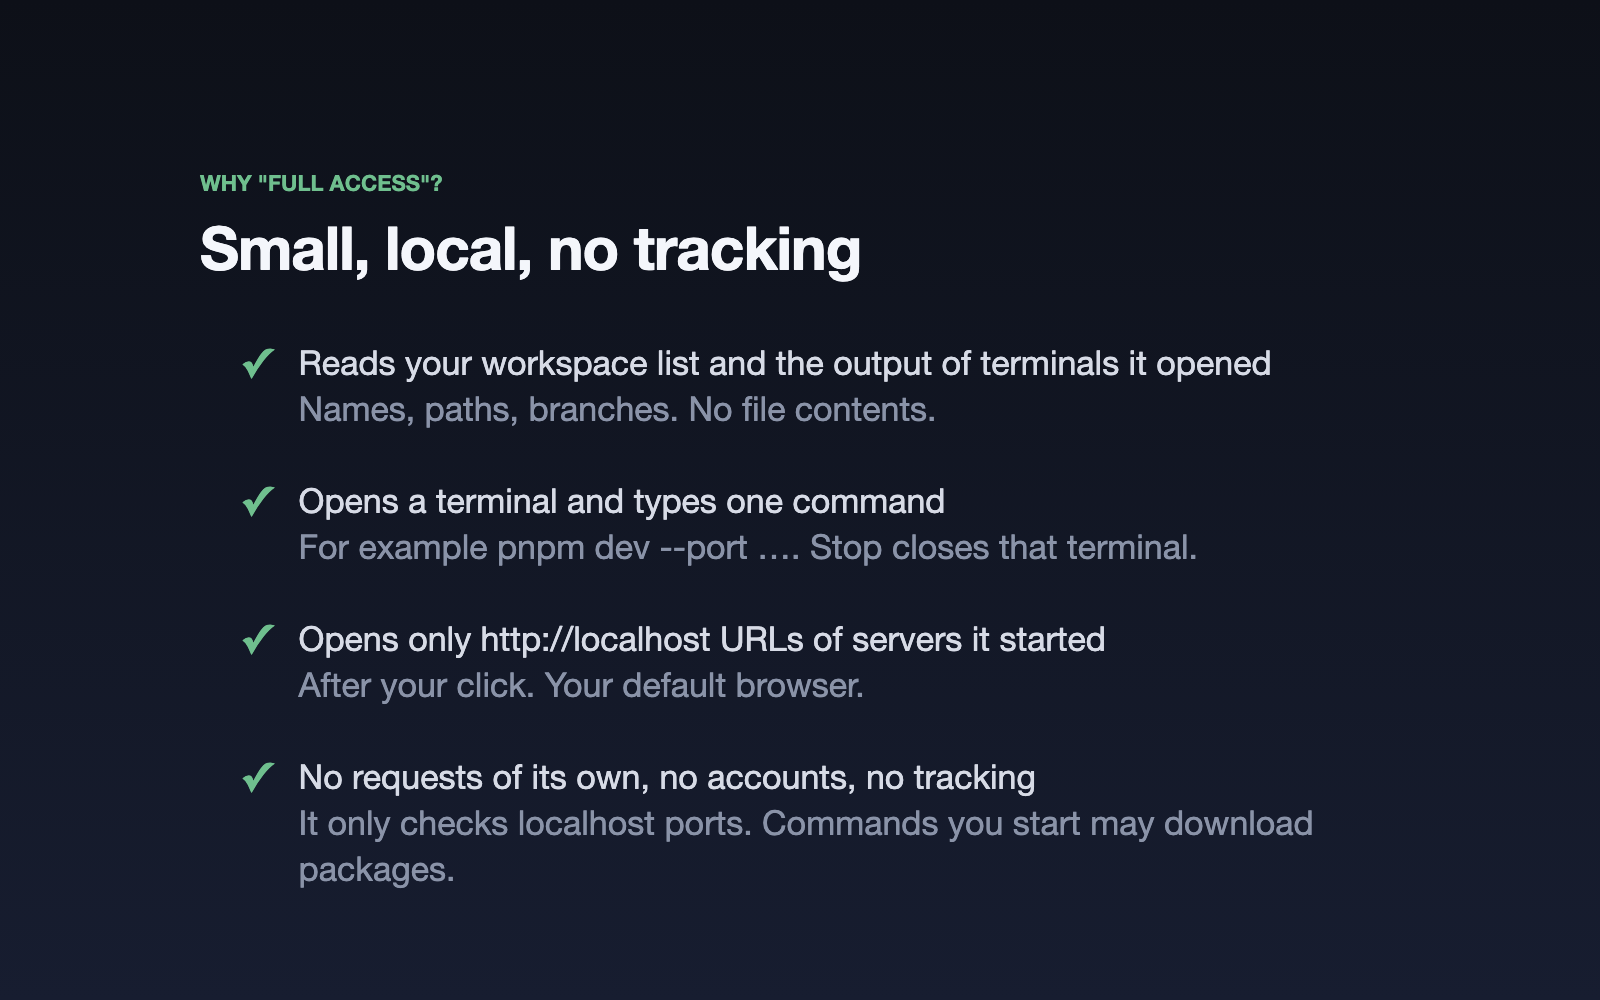 WHY "FULL ACCESS"?
Small, local, no tracking
✓ Reads your workspace list and the output of terminals it opened
Names, paths, branches. No file contents.
✓ Opens a terminal and types one command
For example pnpm dev --port …. Stop closes that terminal.
✓ Opens only http://localhost URLs of servers it started
After your click. Your default browser.
✓ No requests of its own, no accounts, no tracking
It only checks localhost ports. Commands you start may download
packages.